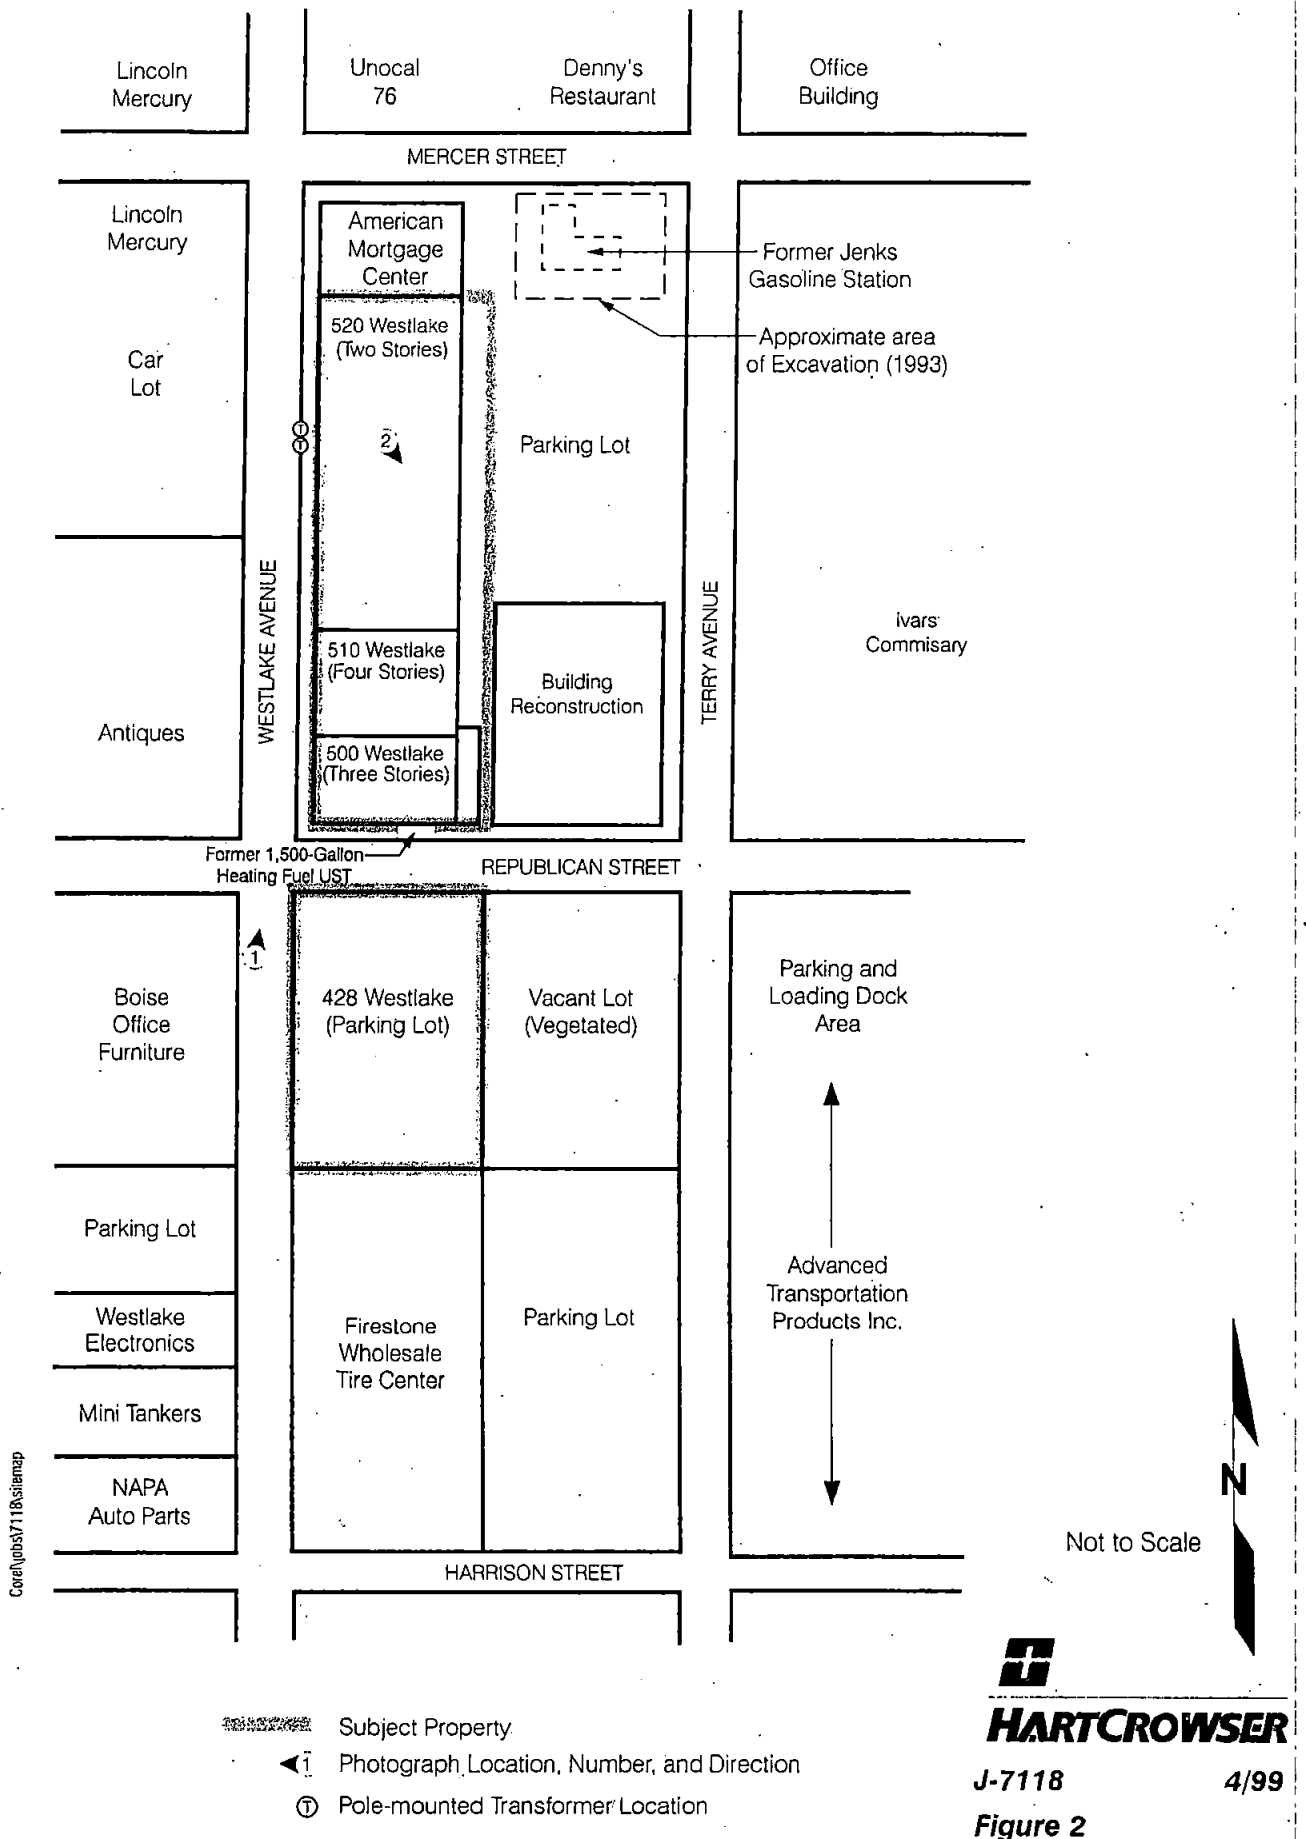 Lincoln
Mercury
Unocal
76
Denny's
Restaurant
Office
Building
MERCER STREET
Lincoln
Mercury
American
Mortgage
Center
Former Jenks
Gasoline Station
520 Westlake
(Two Stories)
Approximate area
of Excavation (1993)
Car
Lot
T
T
2
Parking Lot
WESTLAKE AVENUE
TERRY AVENUE
Ivars
Commisary
510 Westlake
(Four Stories)
Building
Reconstruction
Antiques
500 Westlake
(Three Stories)
Former 1,500-Gallon
Heating Fuel UST
REPUBLICAN STREET
1
Boise
Office
Furniture
428 Westlake
(Parking Lot)
Vacant Lot
(Vegetated)
Parking and
Loading Dock
Area
Parking Lot
Westlake
Electronics
Mini Tankers
NAPA
Auto Parts
Firestone
Wholesale
Tire Center
Parking Lot
Advanced
Transportation
Products Inc.
N
Not to Scale
HARRISON STREET
Corel\jobs\7118\sitemap
Subject Property
1 Photograph Location, Number, and Direction
T Pole-mounted Transformer Location
HARTCROWSER
J-7118 4/99
Figure 2